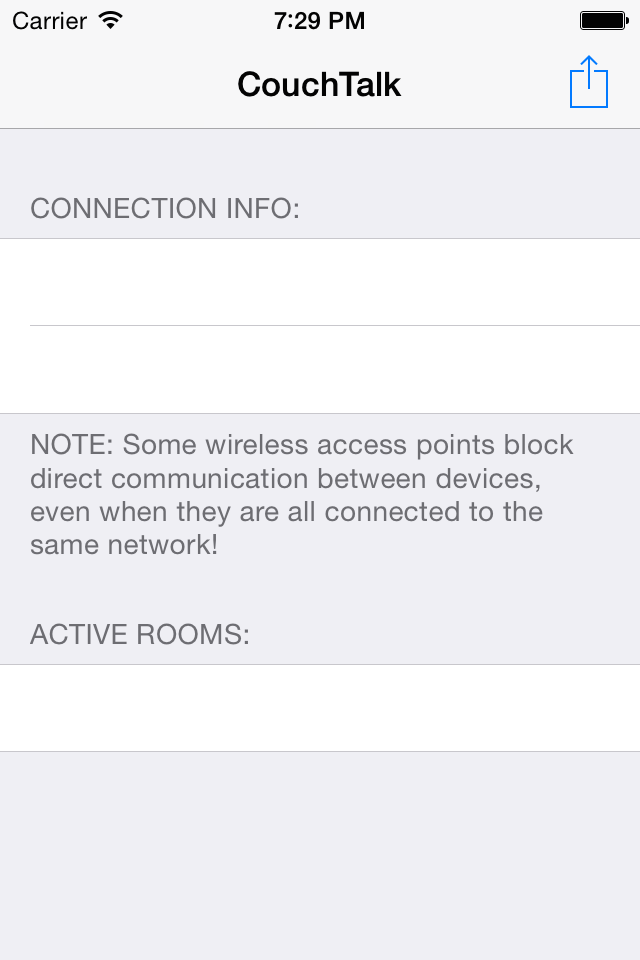 Carrier 7:29 PM
CouchTalk
CONNECTION INFO:
NOTE: Some wireless access points block
direct communication between devices,
even when they are all connected to the
same network!
ACTIVE ROOMS: